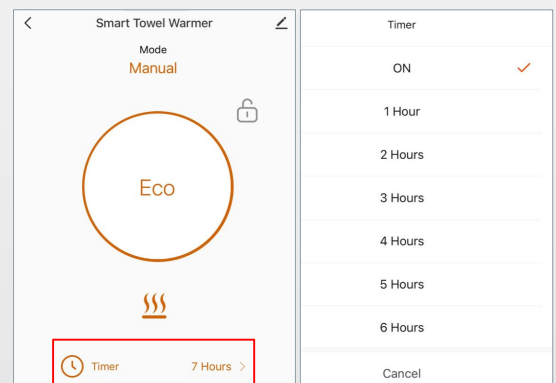 Smart Towel Warmer
Mode
Manual
Eco
Timer 7 Hours
Timer
ON
1 Hour
2 Hours
3 Hours
4 Hours
5 Hours
6 Hours
Cancel